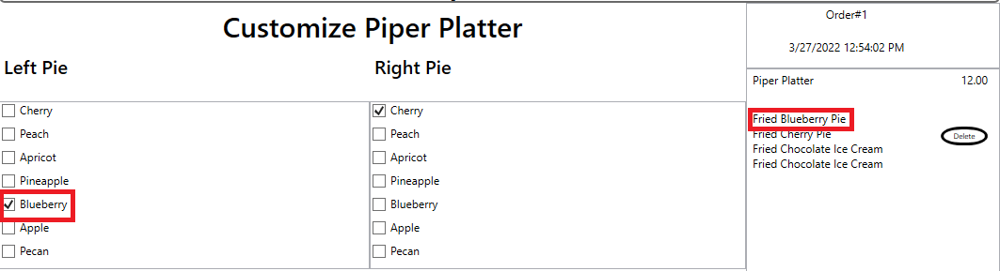 Customize Piper Platter
Left Pie
Right Pie
Cherry
Peach
Apricot
Pineapple
Blueberry
Apple
Pecan
Cherry
Peach
Apricot
Pineapple
Blueberry
Apple
Pecan
Order#1
3/27/2022 12:54:02 PM
Piper Platter 12.00
Fried Blueberry Pie
Fried Cherry Pie
Delete
Fried Chocolate Ice Cream
Fried Chocolate Ice Cream